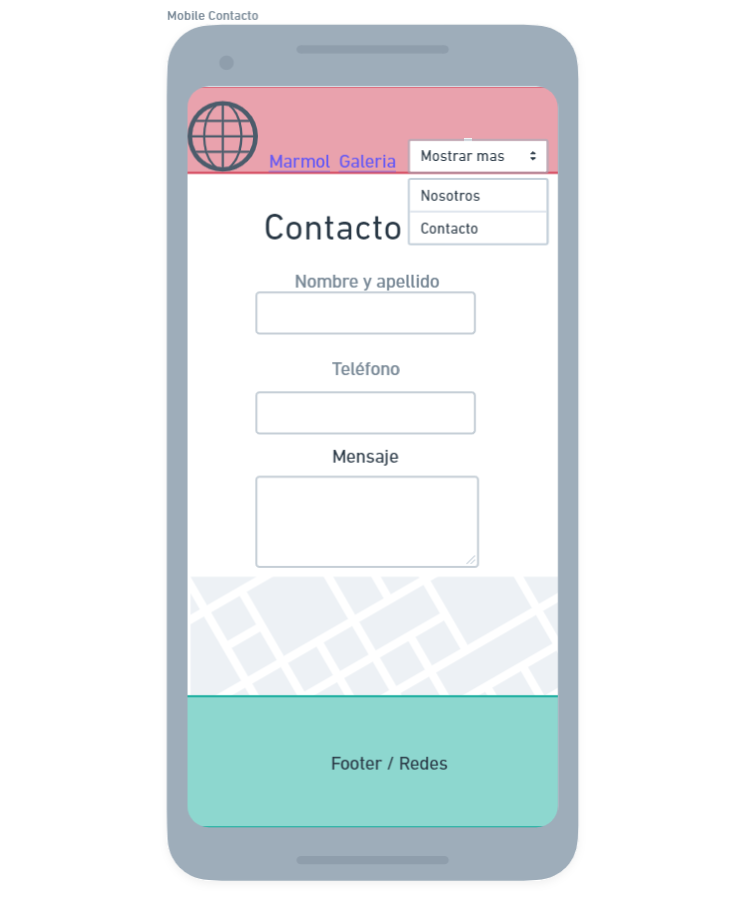 Mobile Contacto
Marmol Galeria Mostrar mas
Nosotros
Contacto
Contacto
Nombre y apellido
Teléfono
Mensaje
Footer / Redes